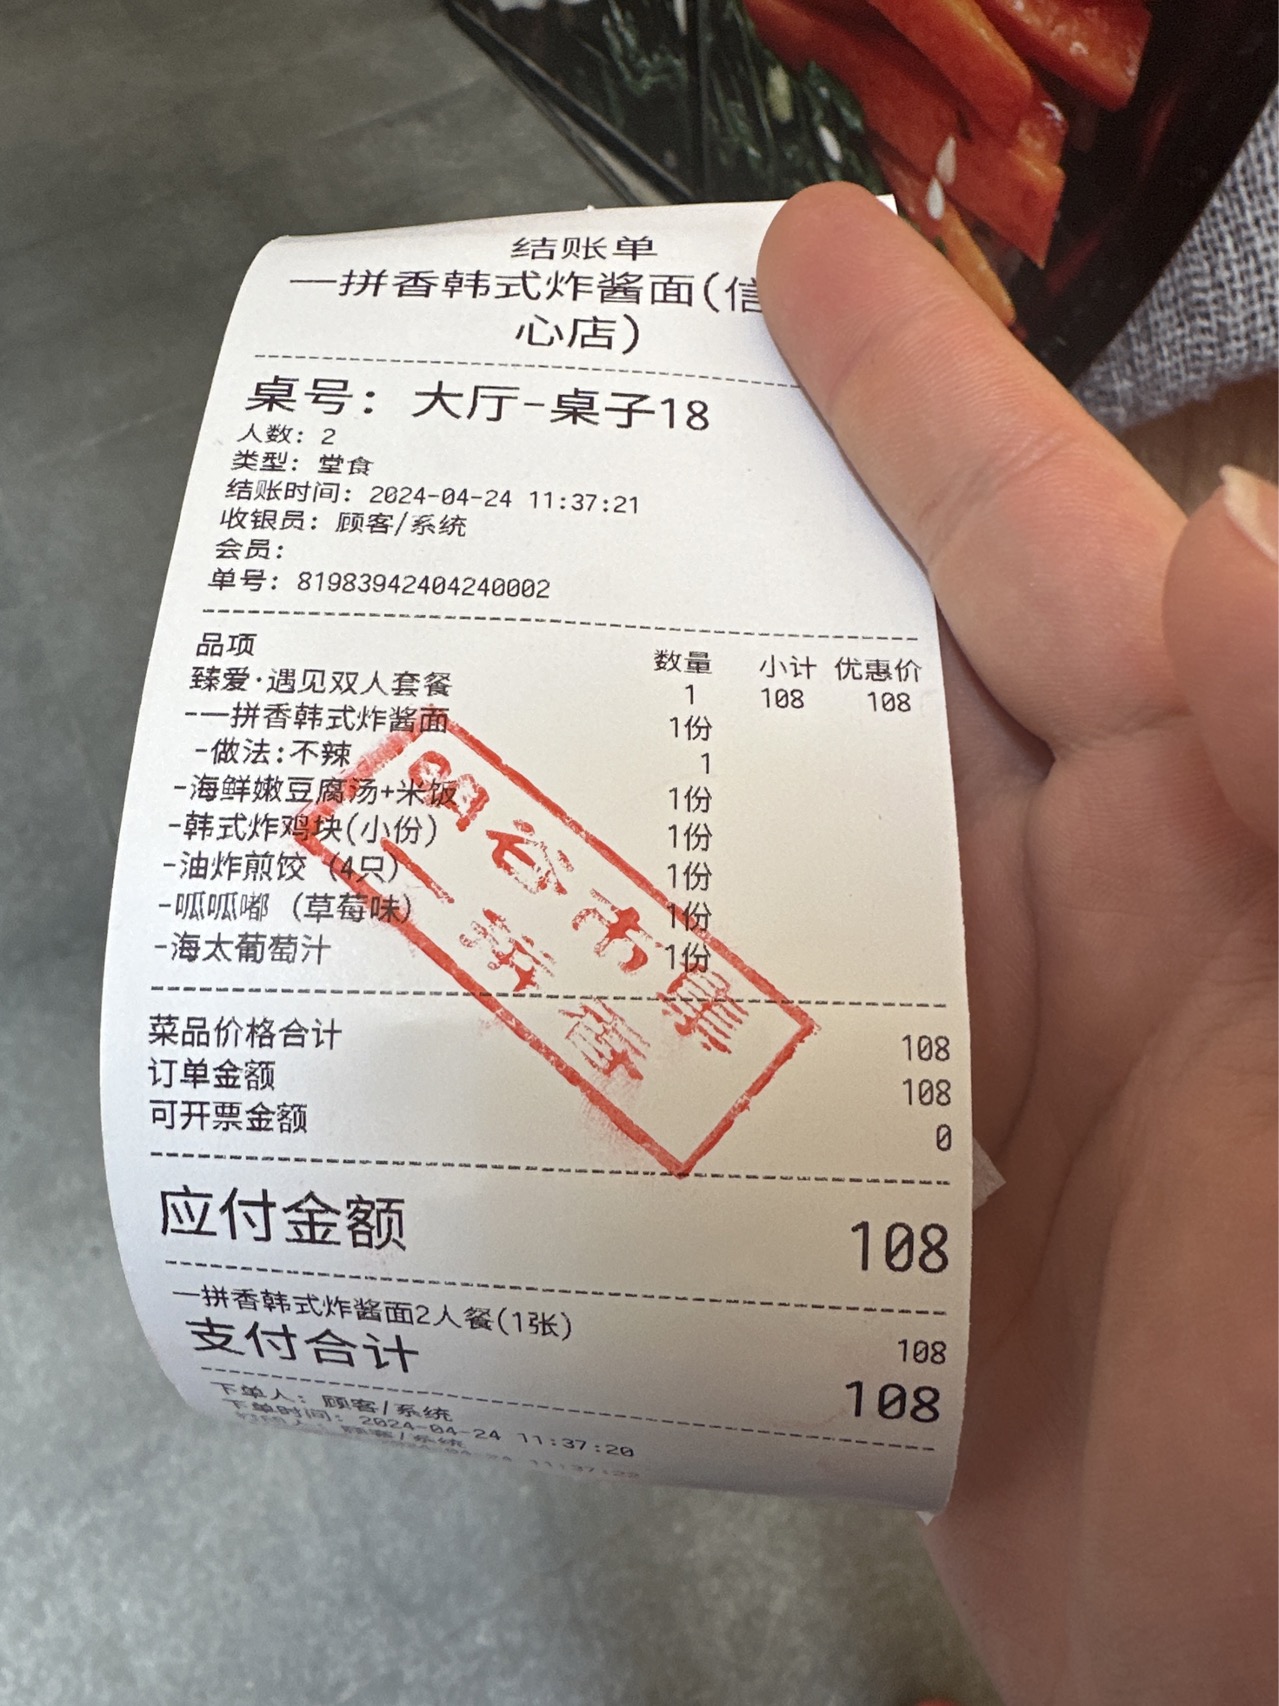 结账单
一拼香韩式炸酱面(信
心店)
桌号: 大厅-桌子18
人数: 2
类型: 堂食
结账时间: 2024-04-24 11:37:21
收银员: 顾客/系统
会员:
单号: 81983942404240002
品项 数量 小计 优惠价
臻爱·遇见双人套餐 1 108 108
-一拼香韩式炸酱面 1份
-做法:不辣 1
-海鲜嫩豆腐汤+米饭 1份
-韩式炸鸡块(小份) 1份
-油炸煎饺 (4只) 1份
-呱呱嘟 (草莓味) 1份
-海太葡萄汁 1份
菜品价格合计 108
订单金额 108
可开票金额 0
应付金额 108
一拼香韩式炸酱面2人餐(1张) 108
支付合计 108
下单人: 顾客/系统
下单时间: 2024-04-24 11:37:20
顾客/系统
11:37:22